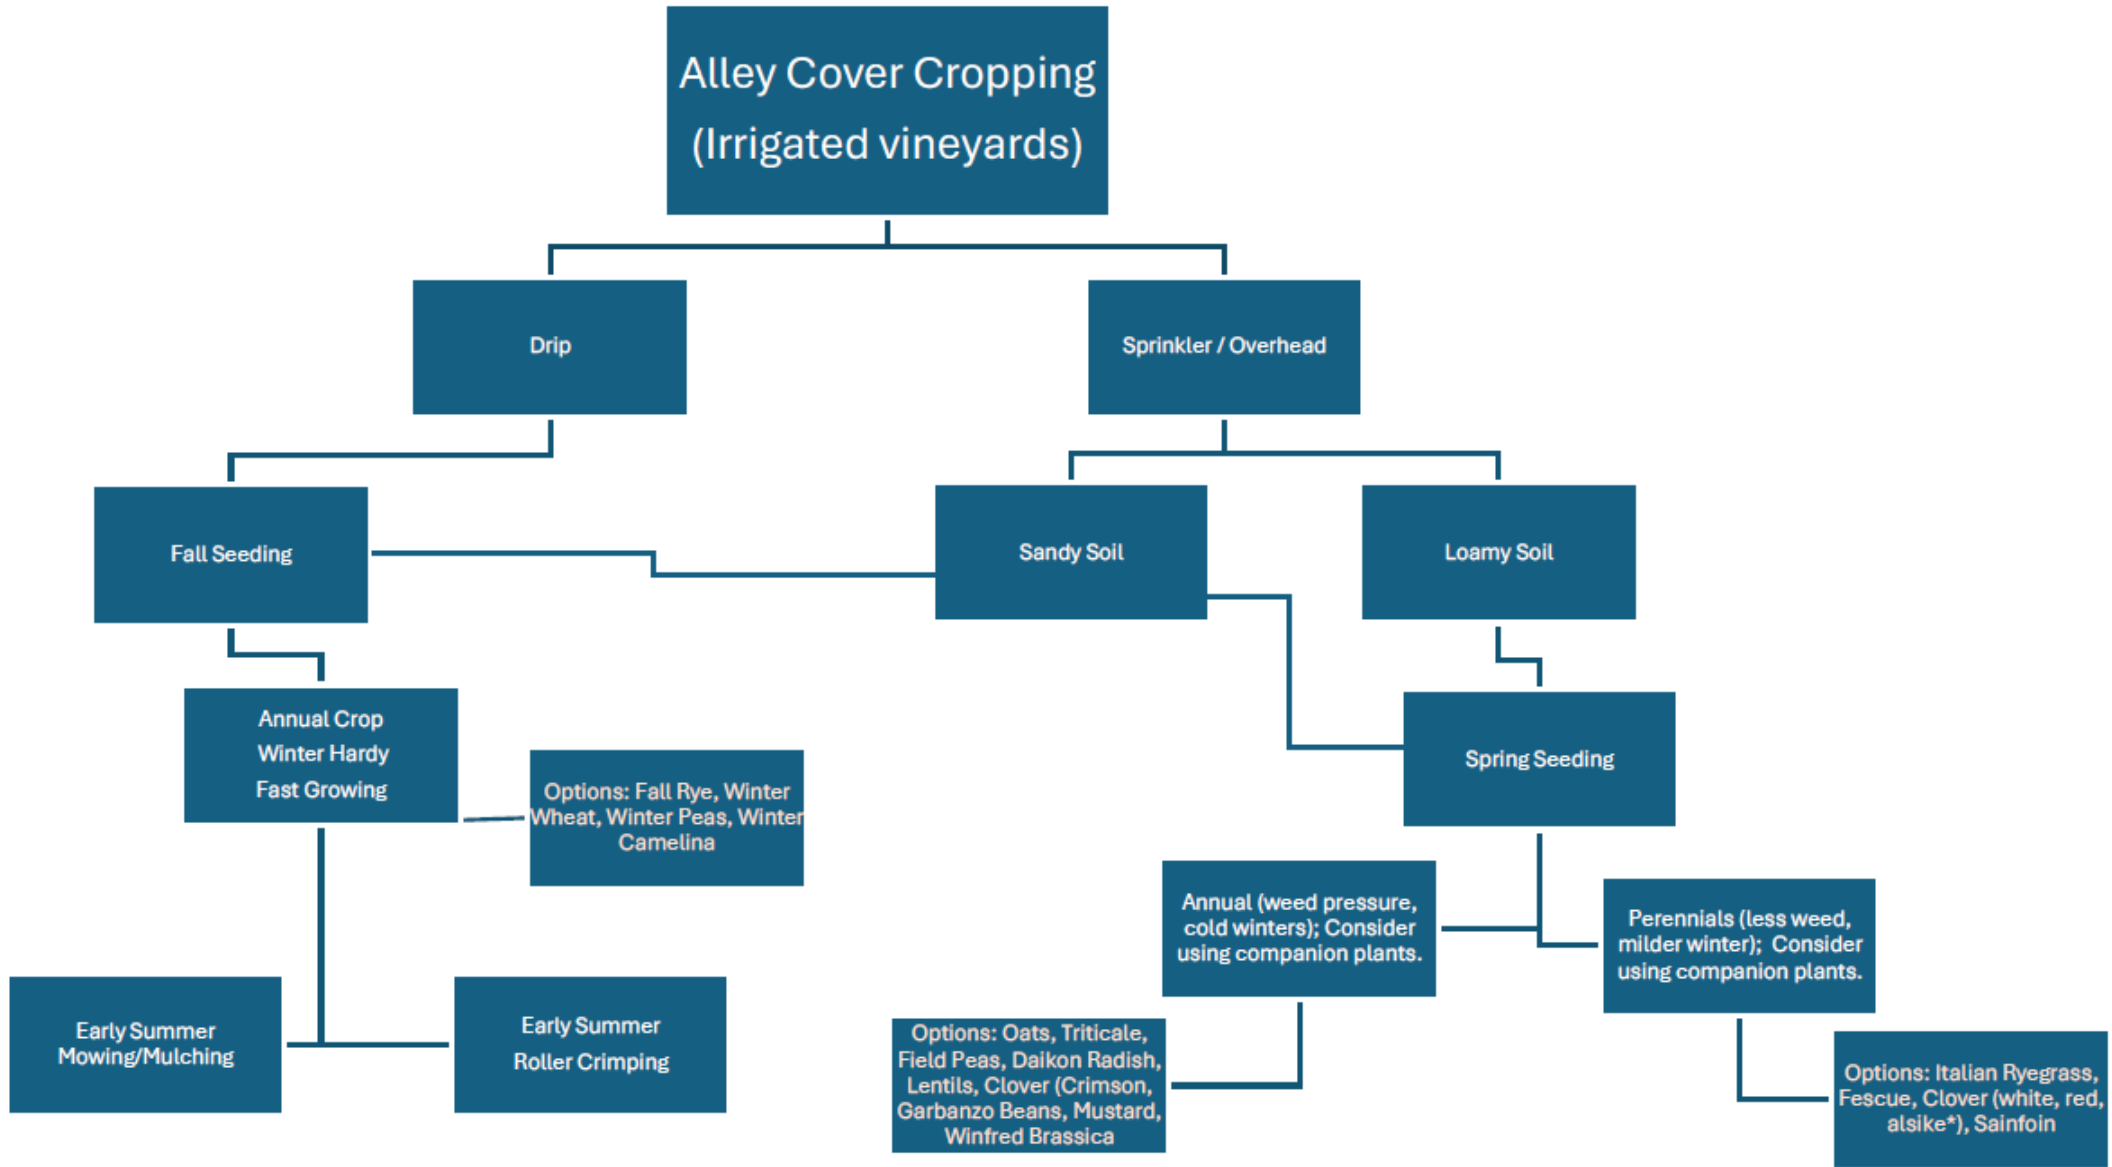 Alley Cover Cropping
(Irrigated vineyards)
Drip
Sprinkler / Overhead
Fall Seeding
Sandy Soil
Loamy Soil
Annual Crop
Winter Hardy
Fast Growing
Options: Fall Rye, Winter
Wheat, Winter Peas, Winter
Camelina
Spring Seeding
Annual (weed pressure,
cold winters); Consider
using companion plants.
Perennials (less weed,
milder winter); Consider
using companion plants.
Early Summer
Mowing/Mulching
Early Summer
Roller Crimping
Options: Oats, Triticale,
Field Peas, Daikon Radish,
Lentils, Clover (Crimson,
Garbanzo Beans, Mustard,
Winfred Brassica
Options: Italian Ryegrass,
Fescue, Clover (white, red,
alsike*), Sainfoin